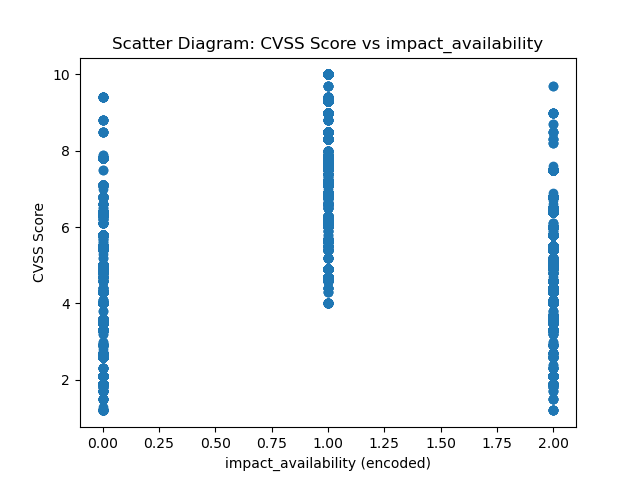 Scatter Diagram: CVSS Score vs impact_availability
10
8
6
4
2
CVSS Score
0.00 0.25 0.50 0.75 1.00 1.25 1.50 1.75 2.00
impact_availability (encoded)